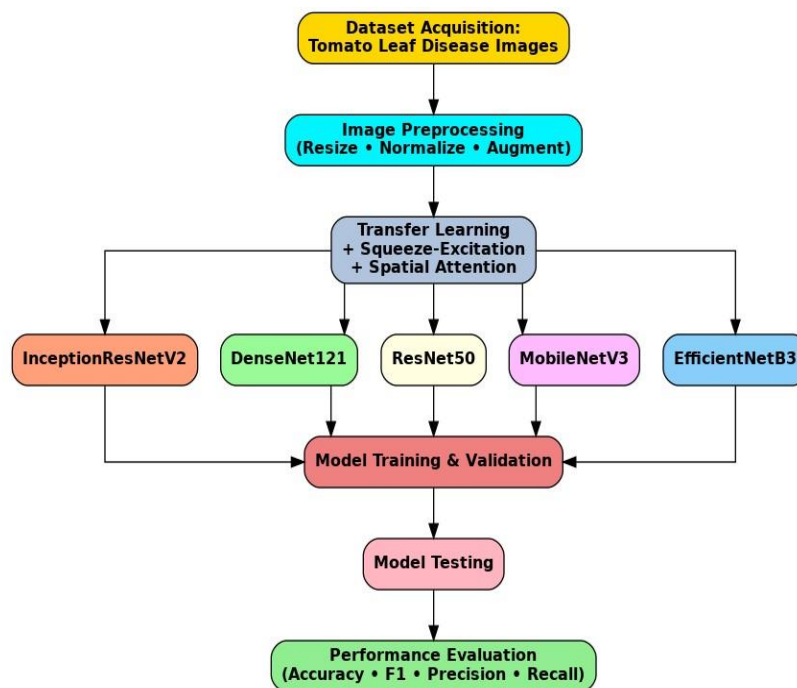 Dataset Acquisition:
Tomato Leaf Disease Images
Image Preprocessing
(Resize • Normalize • Augment)
Transfer Learning
+ Squeeze-Excitation
+ Spatial Attention
InceptionResNetV2
DenseNet121
ResNet50
MobileNetV3
EfficientNetB3
Model Training & Validation
Model Testing
Performance Evaluation
(Accuracy • F1 • Precision • Recall)